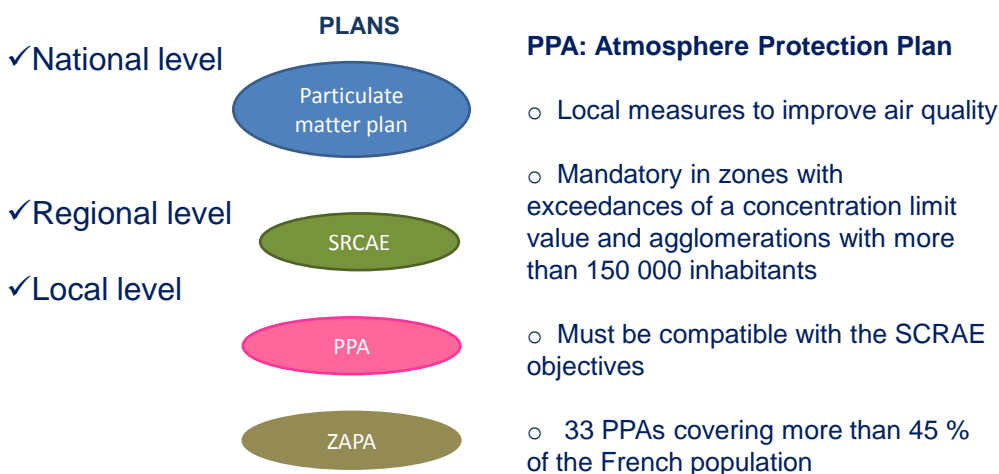 PLANS
✓National level
Particulate
matter plan
✓Regional level
SRCAE
✓Local level
PPA
ZAPA
PPA: Atmosphere Protection Plan
○ Local measures to improve air quality
○ Mandatory in zones with
exceedances of a concentration limit
value and agglomerations with more
than 150 000 inhabitants
○ Must be compatible with the SCRAE
objectives
○ 33 PPAs covering more than 45 %
of the French population